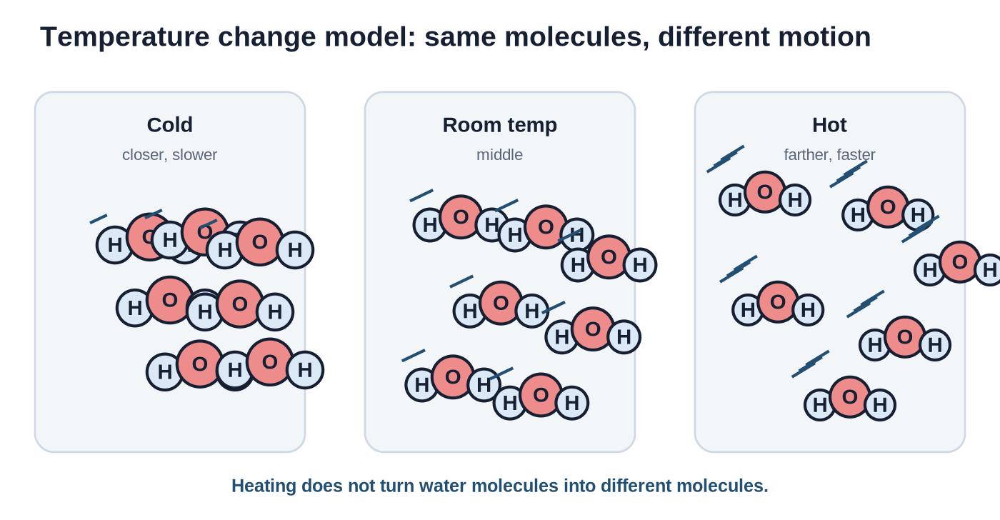 Temperature change model: same molecules, different motion
Cold
closer, slower
H O H O H O H
H O H O H
H O H O H
Room temp
middle
H O H
H O H
H O H
H O H
H O H
H O H
H O H
Hot
farther, faster
H O H
H O H
H O H
H O H
H O H
H O H
Heating does not turn water molecules into different molecules.